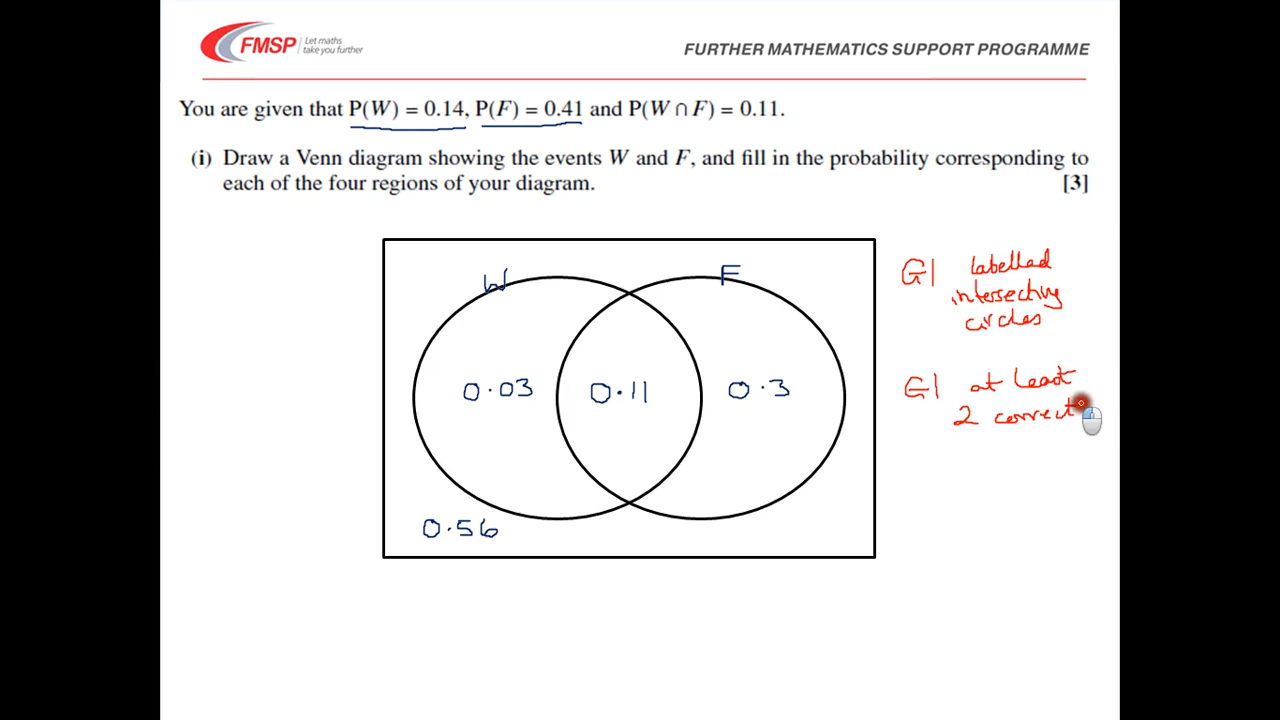 FMSP
Let maths
take you further
FURTHER MATHEMATICS SUPPORT PROGRAMME
You are given that P(W) = 0.14, P(F) = 0.41 and P(W ∩ F) = 0.11.
(i) Draw a Venn diagram showing the events W and F, and fill in the probability corresponding to
each of the four regions of your diagram. [3]
W
F
0.03
0.11
0.3
0.56
G1 labelled
intersecting
circles
G1 at least
2 correct